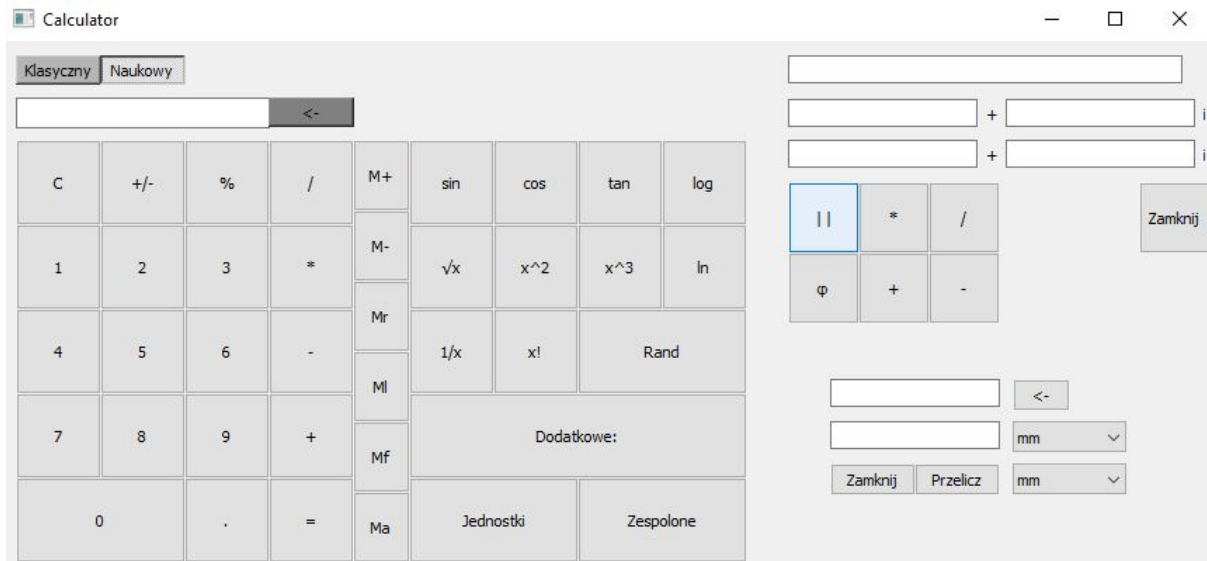 Calculator
Klasyczny Naukowy
<-
C +/- % / M+ sin cos tan log
1 2 3 * M- √x x^2 x^3 ln
4 5 6 - Mr 1/x x! Rand
Ml
7 8 9 + Mf Dodatkowe:
0 . = Ma Jednostki Zespolone
+ i
+ i
| | * / Zamknij
φ + -
<-
mm
Zamknij Przelicz mm